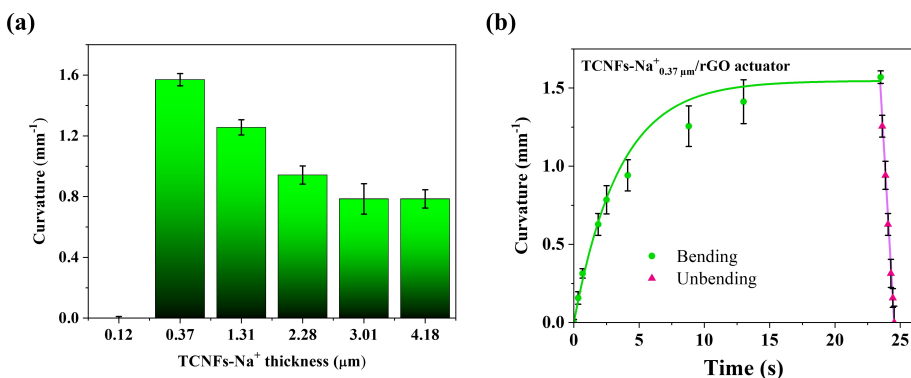 (a)
Curvature (mm⁻¹)
1.6
1.2
0.8
0.4
0.0
0.12 0.37 1.31 2.28 3.01 4.18
TCNFs-Na⁺ thickness (μm)
(b)
TCNFs-Na⁺0.37 μm/rGO actuator
Curvature (mm⁻¹)
1.5
1.0
0.5
0.0
Bending
Unbending
0 5 10 15 20 25
Time (s)